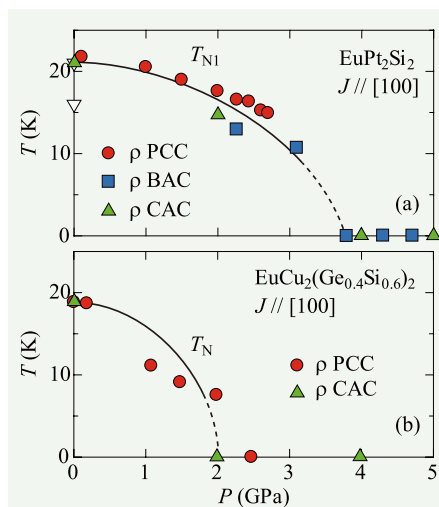 20
10
0
T (K)
T_N1
EuPt₂Si₂
J // [100]
ρ PCC
ρ BAC
ρ CAC
(a)
20
10
0
T (K)
T_N
EuCu₂(Ge₀.₄Si₀.₆)₂
J // [100]
ρ PCC
ρ CAC
(b)
0 1 2 3 4 5
P (GPa)